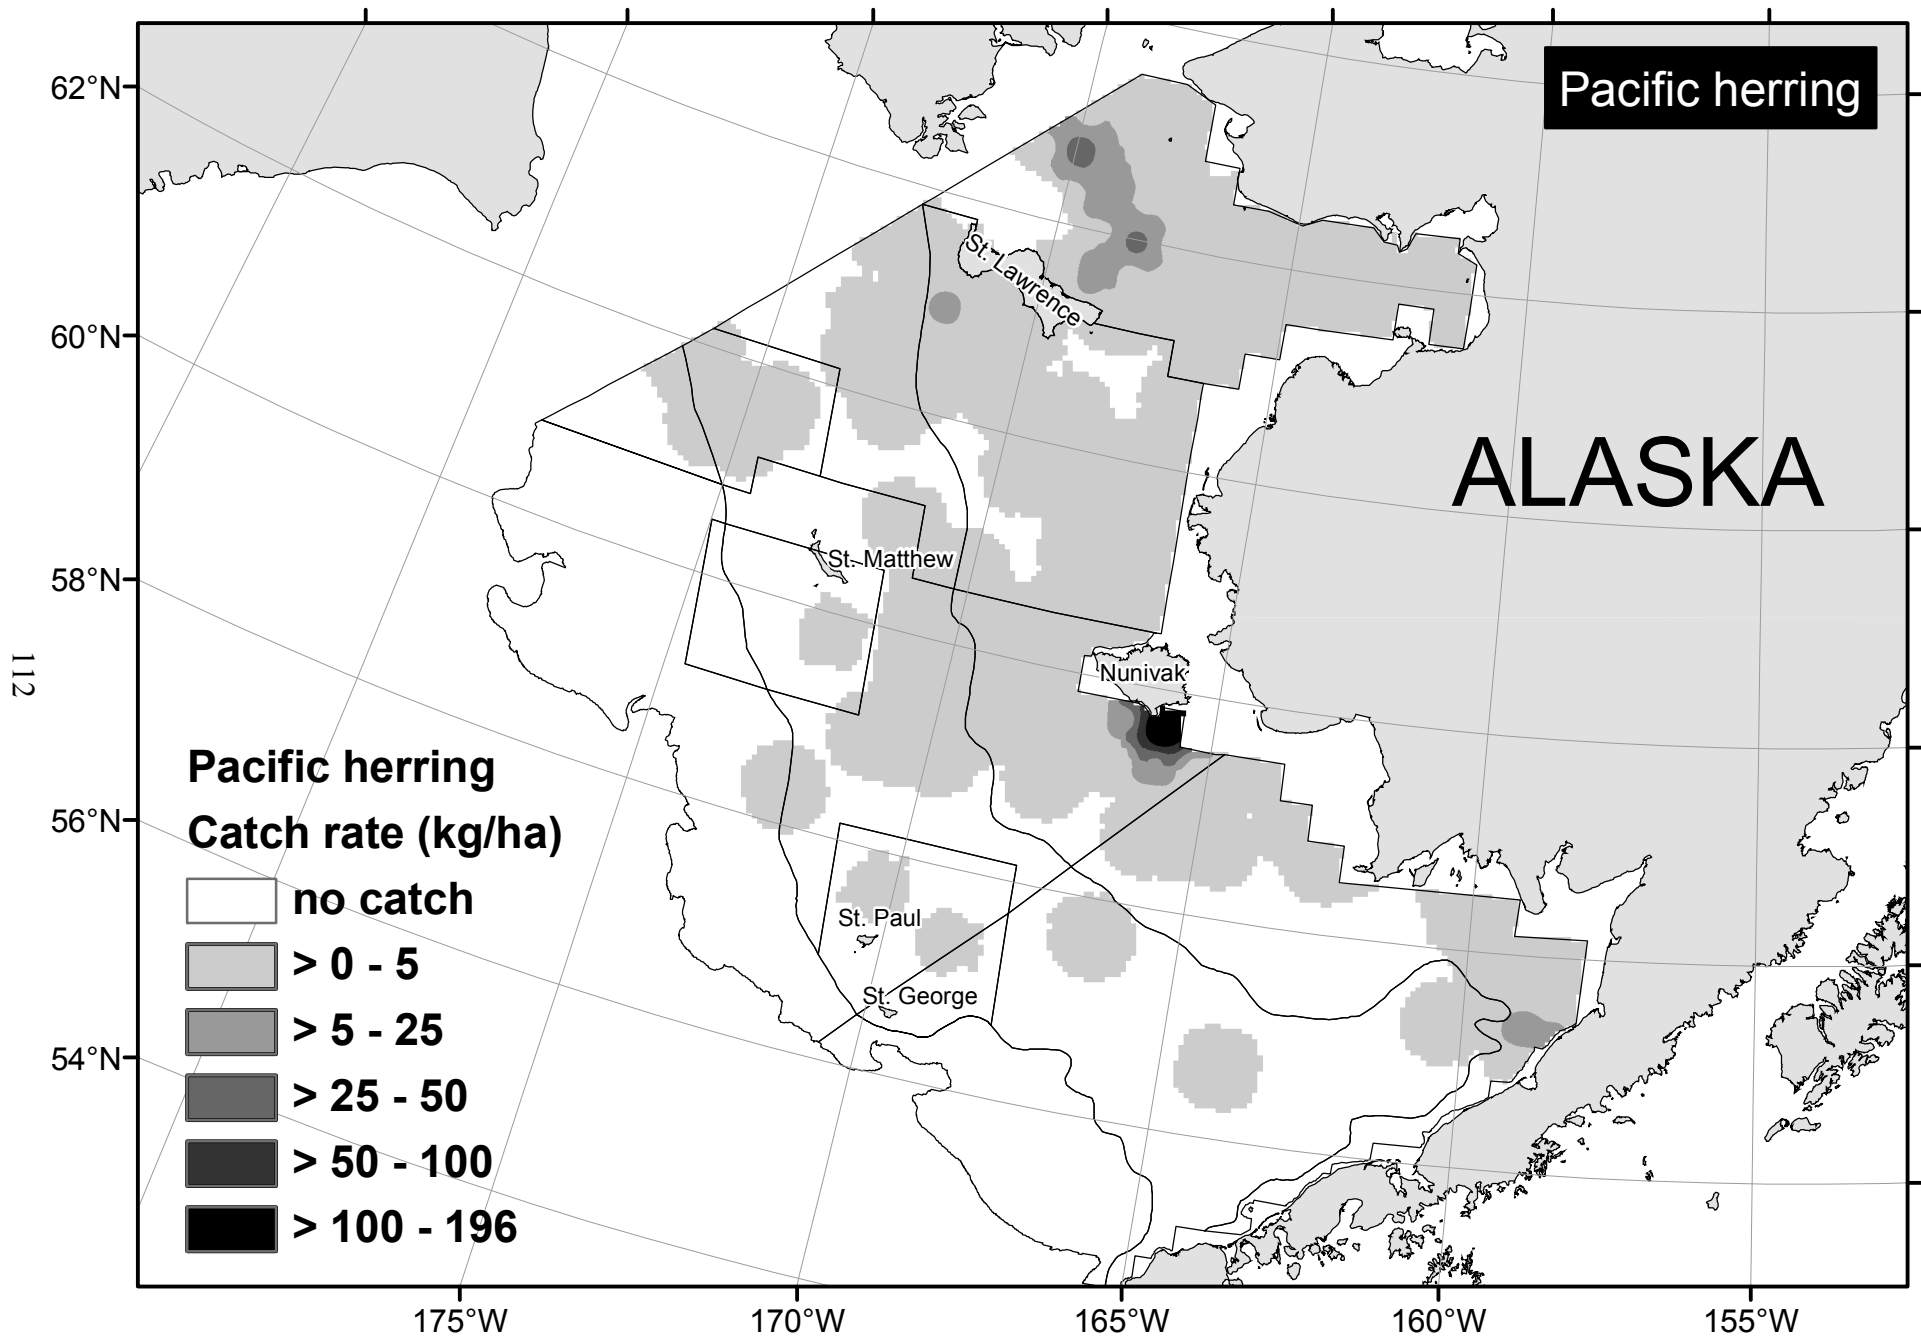 Pacific herring
62°N
60°N
58°N
56°N
54°N
St. Lawrence
ALASKA
St. Matthew
Nunivak
St. Paul
St. George
112
Pacific herring
Catch rate (kg/ha)
no catch
> 0 - 5
> 5 - 25
> 25 - 50
> 50 - 100
> 100 - 196
175°W
170°W
165°W
160°W
155°W